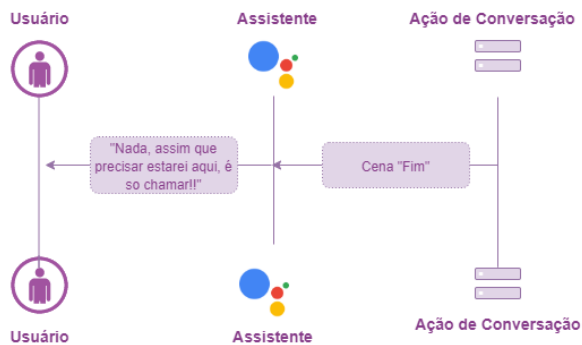 Usuário
Assistente
Ação de Conversação
"Nada, assim que
precisar estarei aqui, é
so chamar!!"
Cena "Fim"
Usuário
Assistente
Ação de Conversação